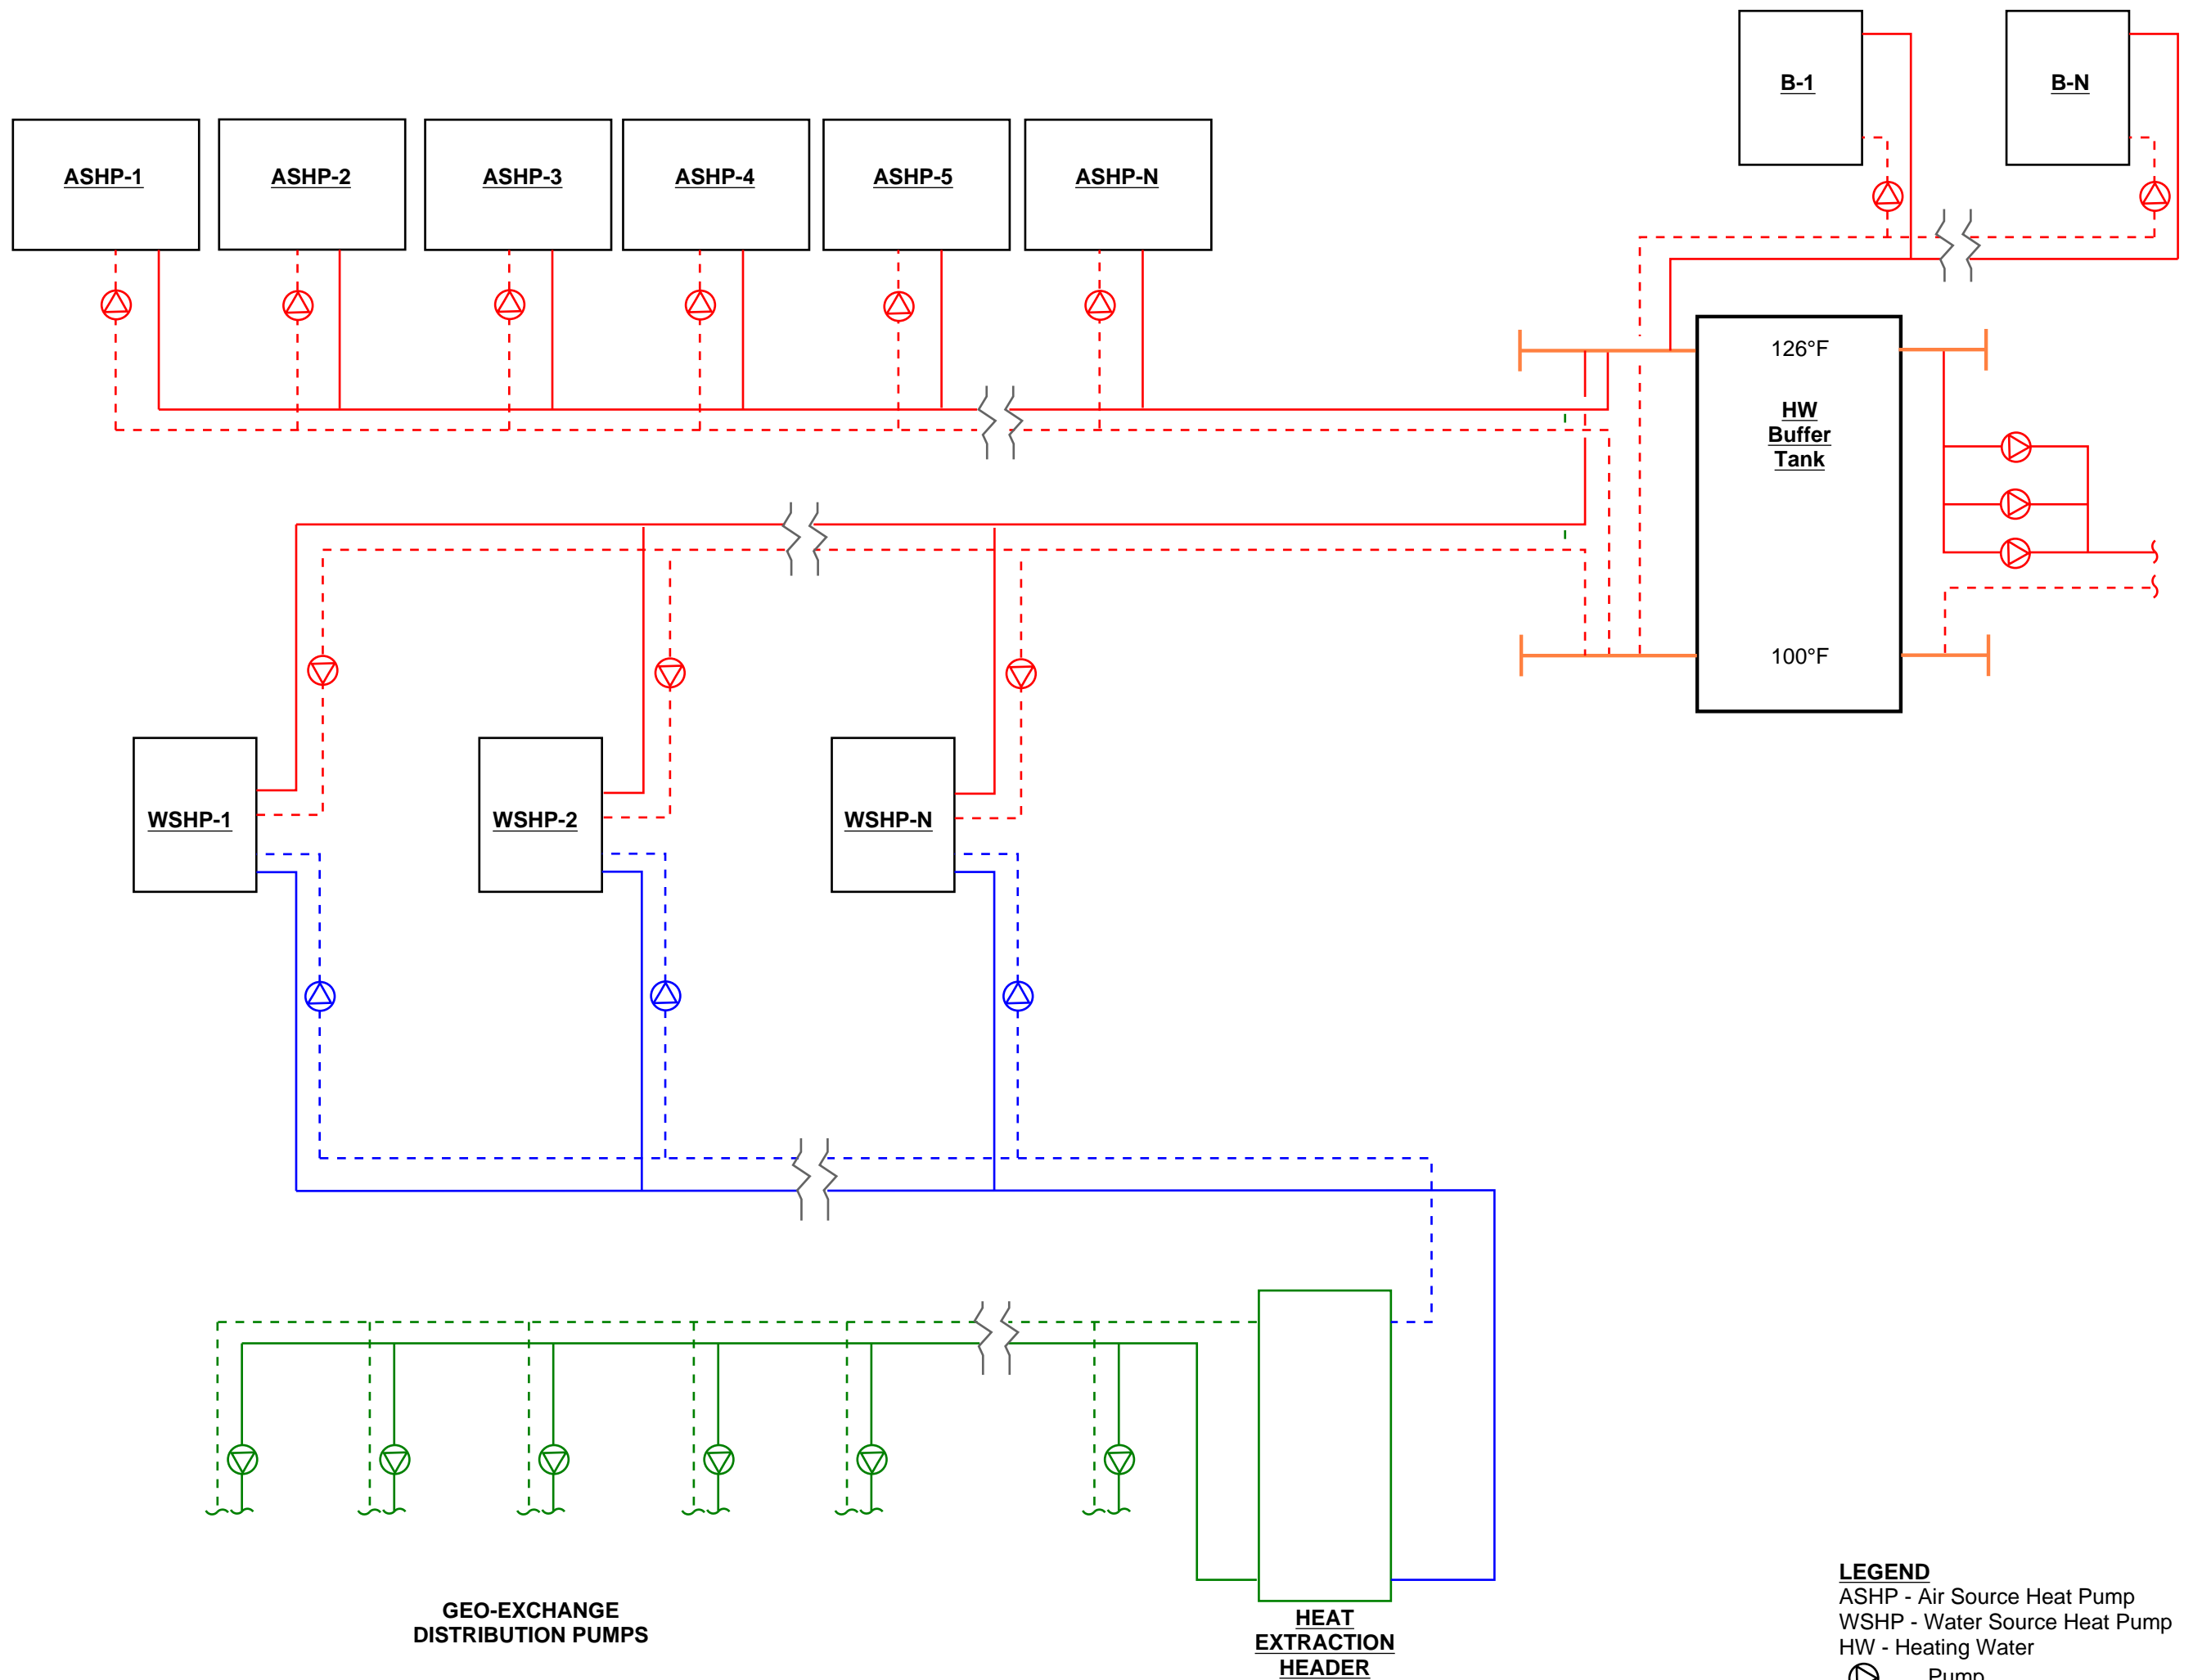 B-1
B-N
ASHP-1
ASHP-2
ASHP-3
ASHP-4
ASHP-5
ASHP-N
126°F
HW
Buffer
Tank
100°F
WSHP-1
WSHP-2
WSHP-N
GEO-EXCHANGE
DISTRIBUTION PUMPS
HEAT
EXTRACTION
HEADER
LEGEND
ASHP - Air Source Heat Pump
WSHP - Water Source Heat Pump
HW - Heating Water
Pump